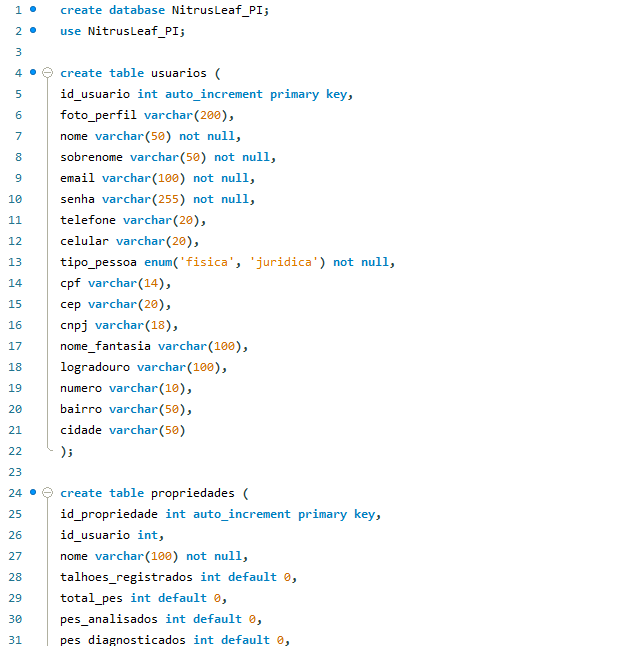 1 create database NitrusLeaf_PI;
2 use NitrusLeaf_PI;
3
4 create table usuarios (
5 id_usuario int auto_increment primary key,
6 foto_perfil varchar(200),
7 nome varchar(50) not null,
8 sobrenome varchar(50) not null,
9 email varchar(100) not null,
10 senha varchar(255) not null,
11 telefone varchar(20),
12 celular varchar(20),
13 tipo_pessoa enum('fisica', 'juridica') not null,
14 cpf varchar(14),
15 cep varchar(20),
16 cnpj varchar(18),
17 nome_fantasia varchar(100),
18 logradouro varchar(100),
19 numero varchar(10),
20 bairro varchar(50),
21 cidade varchar(50)
22 );
23
24 create table propriedades (
25 id_propriedade int auto_increment primary key,
26 id_usuario int,
27 nome varchar(100) not null,
28 talhoes_registrados int default 0,
29 total_pes int default 0,
30 pes_analisados int default 0,
31 pes_diagnosticados int default 0,